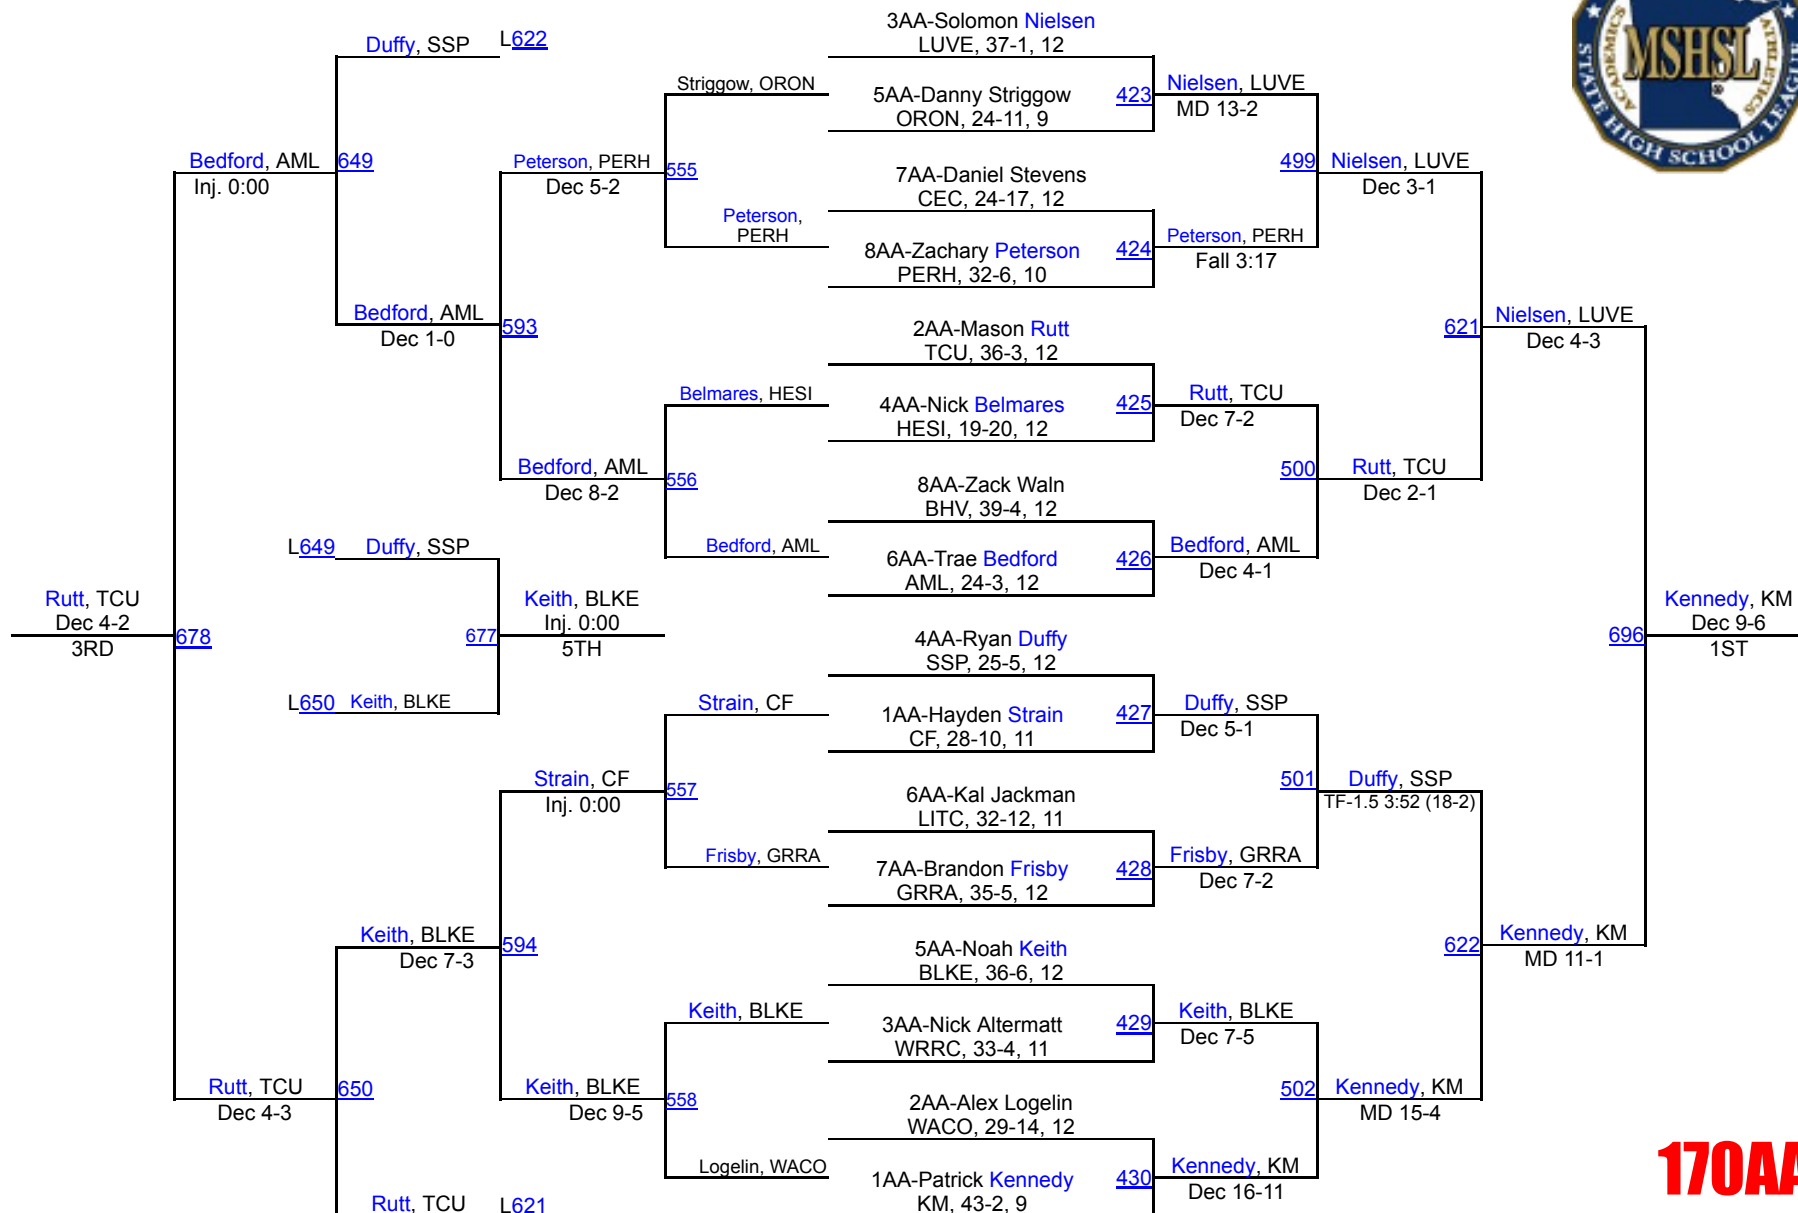 Duffy, SSP
L622
Bedford, AML
Inj. 0:00
649
Bedford, AML
Dec 1-0
593
Peterson, PERH
Dec 5-2
555
Striggow, ORON
Peterson,
PERH
Bedford, AML
Dec 8-2
556
Belmares, HESI
Bedford, AML
L649
Duffy, SSP
Rutt, TCU
Dec 4-2
3RD
678
677
Keith, BLKE
Inj. 0:00
5TH
L650
Keith, BLKE
Strain, CF
Strain, CF
Inj. 0:00
557
Frisby, GRRA
Keith, BLKE
Dec 7-3
594
Keith, BLKE
Rutt, TCU
Dec 4-3
650
Keith, BLKE
Dec 9-5
558
Logelin, WACO
Rutt, TCU
L621
3AA-Solomon Nielsen
LUVE, 37-1, 12
5AA-Danny Striggow
ORON, 24-11, 9
423
7AA-Daniel Stevens
CEC, 24-17, 12
8AA-Zachary Peterson
PERH, 32-6, 10
424
2AA-Mason Rutt
TCU, 36-3, 12
4AA-Nick Belmares
HESI, 19-20, 12
425
8AA-Zack Waln
BHV, 39-4, 12
6AA-Trae Bedford
AML, 24-3, 12
426
4AA-Ryan Duffy
SSP, 25-5, 12
1AA-Hayden Strain
CF, 28-10, 11
427
6AA-Kal Jackman
LITC, 32-12, 11
7AA-Brandon Frisby
GRRA, 35-5, 12
428
5AA-Noah Keith
BLKE, 36-6, 12
3AA-Nick Altermatt
WRRC, 33-4, 11
429
2AA-Alex Logelin
WACO, 29-14, 12
1AA-Patrick Kennedy
KM, 43-2, 9
430
Nielsen, LUVE
MD 13-2
499
Peterson, PERH
Fall 3:17
Nielsen, LUVE
Dec 3-1
Rutt, TCU
Dec 7-2
500
Bedford, AML
Dec 4-1
Rutt, TCU
Dec 2-1
621
Nielsen, LUVE
Dec 4-3
Duffy, SSP
Dec 5-1
501
Frisby, GRRA
Dec 7-2
Duffy, SSP
TF-1.5 3:52 (18-2)
Keith, BLKE
Dec 7-5
502
Kennedy, KM
Dec 16-11
Kennedy, KM
MD 15-4
622
Kennedy, KM
MD 11-1
696
Kennedy, KM
Dec 9-6
1ST
MSHSL
ACADEMICS
ATHLETICS
STATE HIGH SCHOOL LEAGUE
170AA